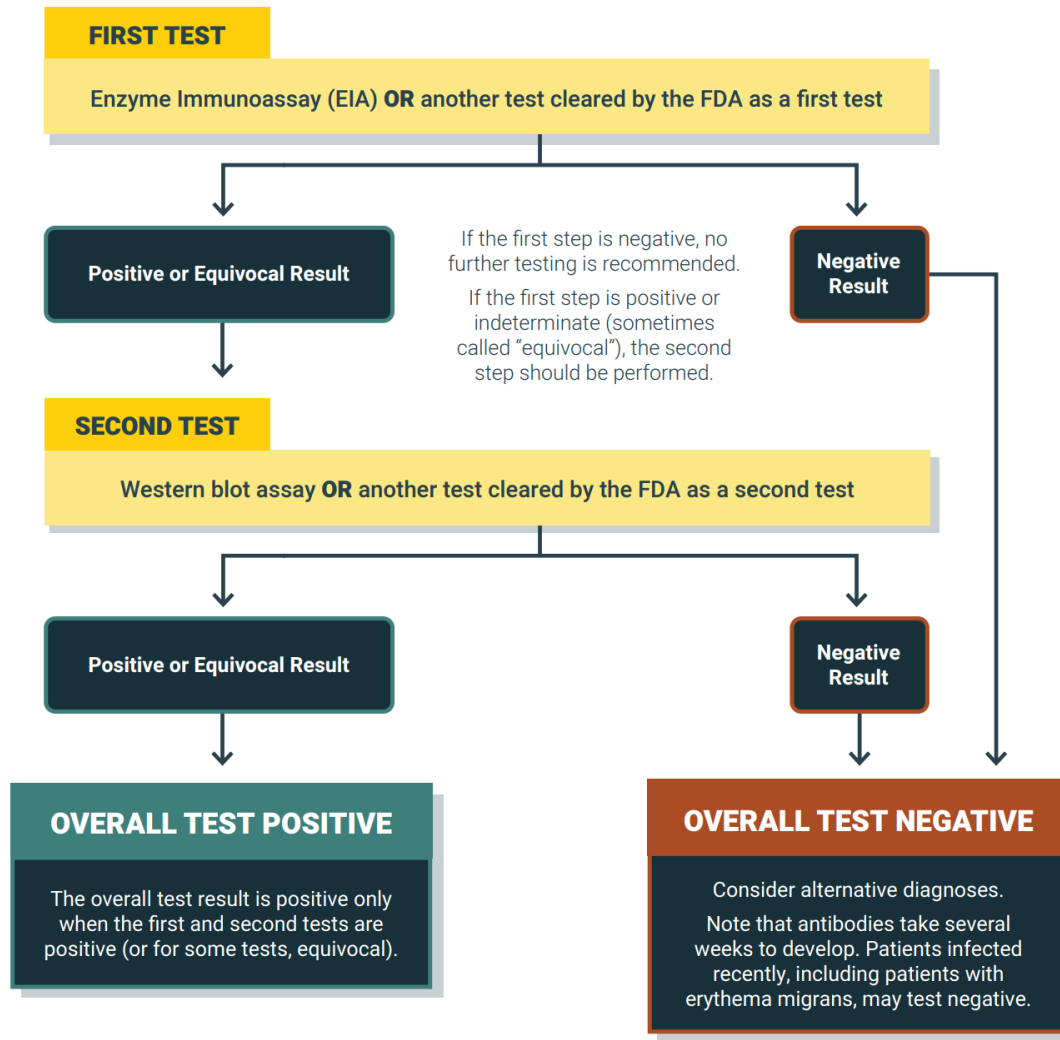 FIRST TEST
Enzyme Immunoassay (EIA) OR another test cleared by the FDA as a first test
Positive or Equivocal Result
If the first step is negative, no
further testing is recommended.
If the first step is positive or
indeterminate (sometimes
called “equivocal”), the second
step should be performed.
Negative
Result
SECOND TEST
Western blot assay OR another test cleared by the FDA as a second test
Positive or Equivocal Result
Negative
Result
OVERALL TEST POSITIVE
The overall test result is positive only
when the first and second tests are
positive (or for some tests, equivocal).
OVERALL TEST NEGATIVE
Consider alternative diagnoses.
Note that antibodies take several
weeks to develop. Patients infected
recently, including patients with
erythema migrans, may test negative.